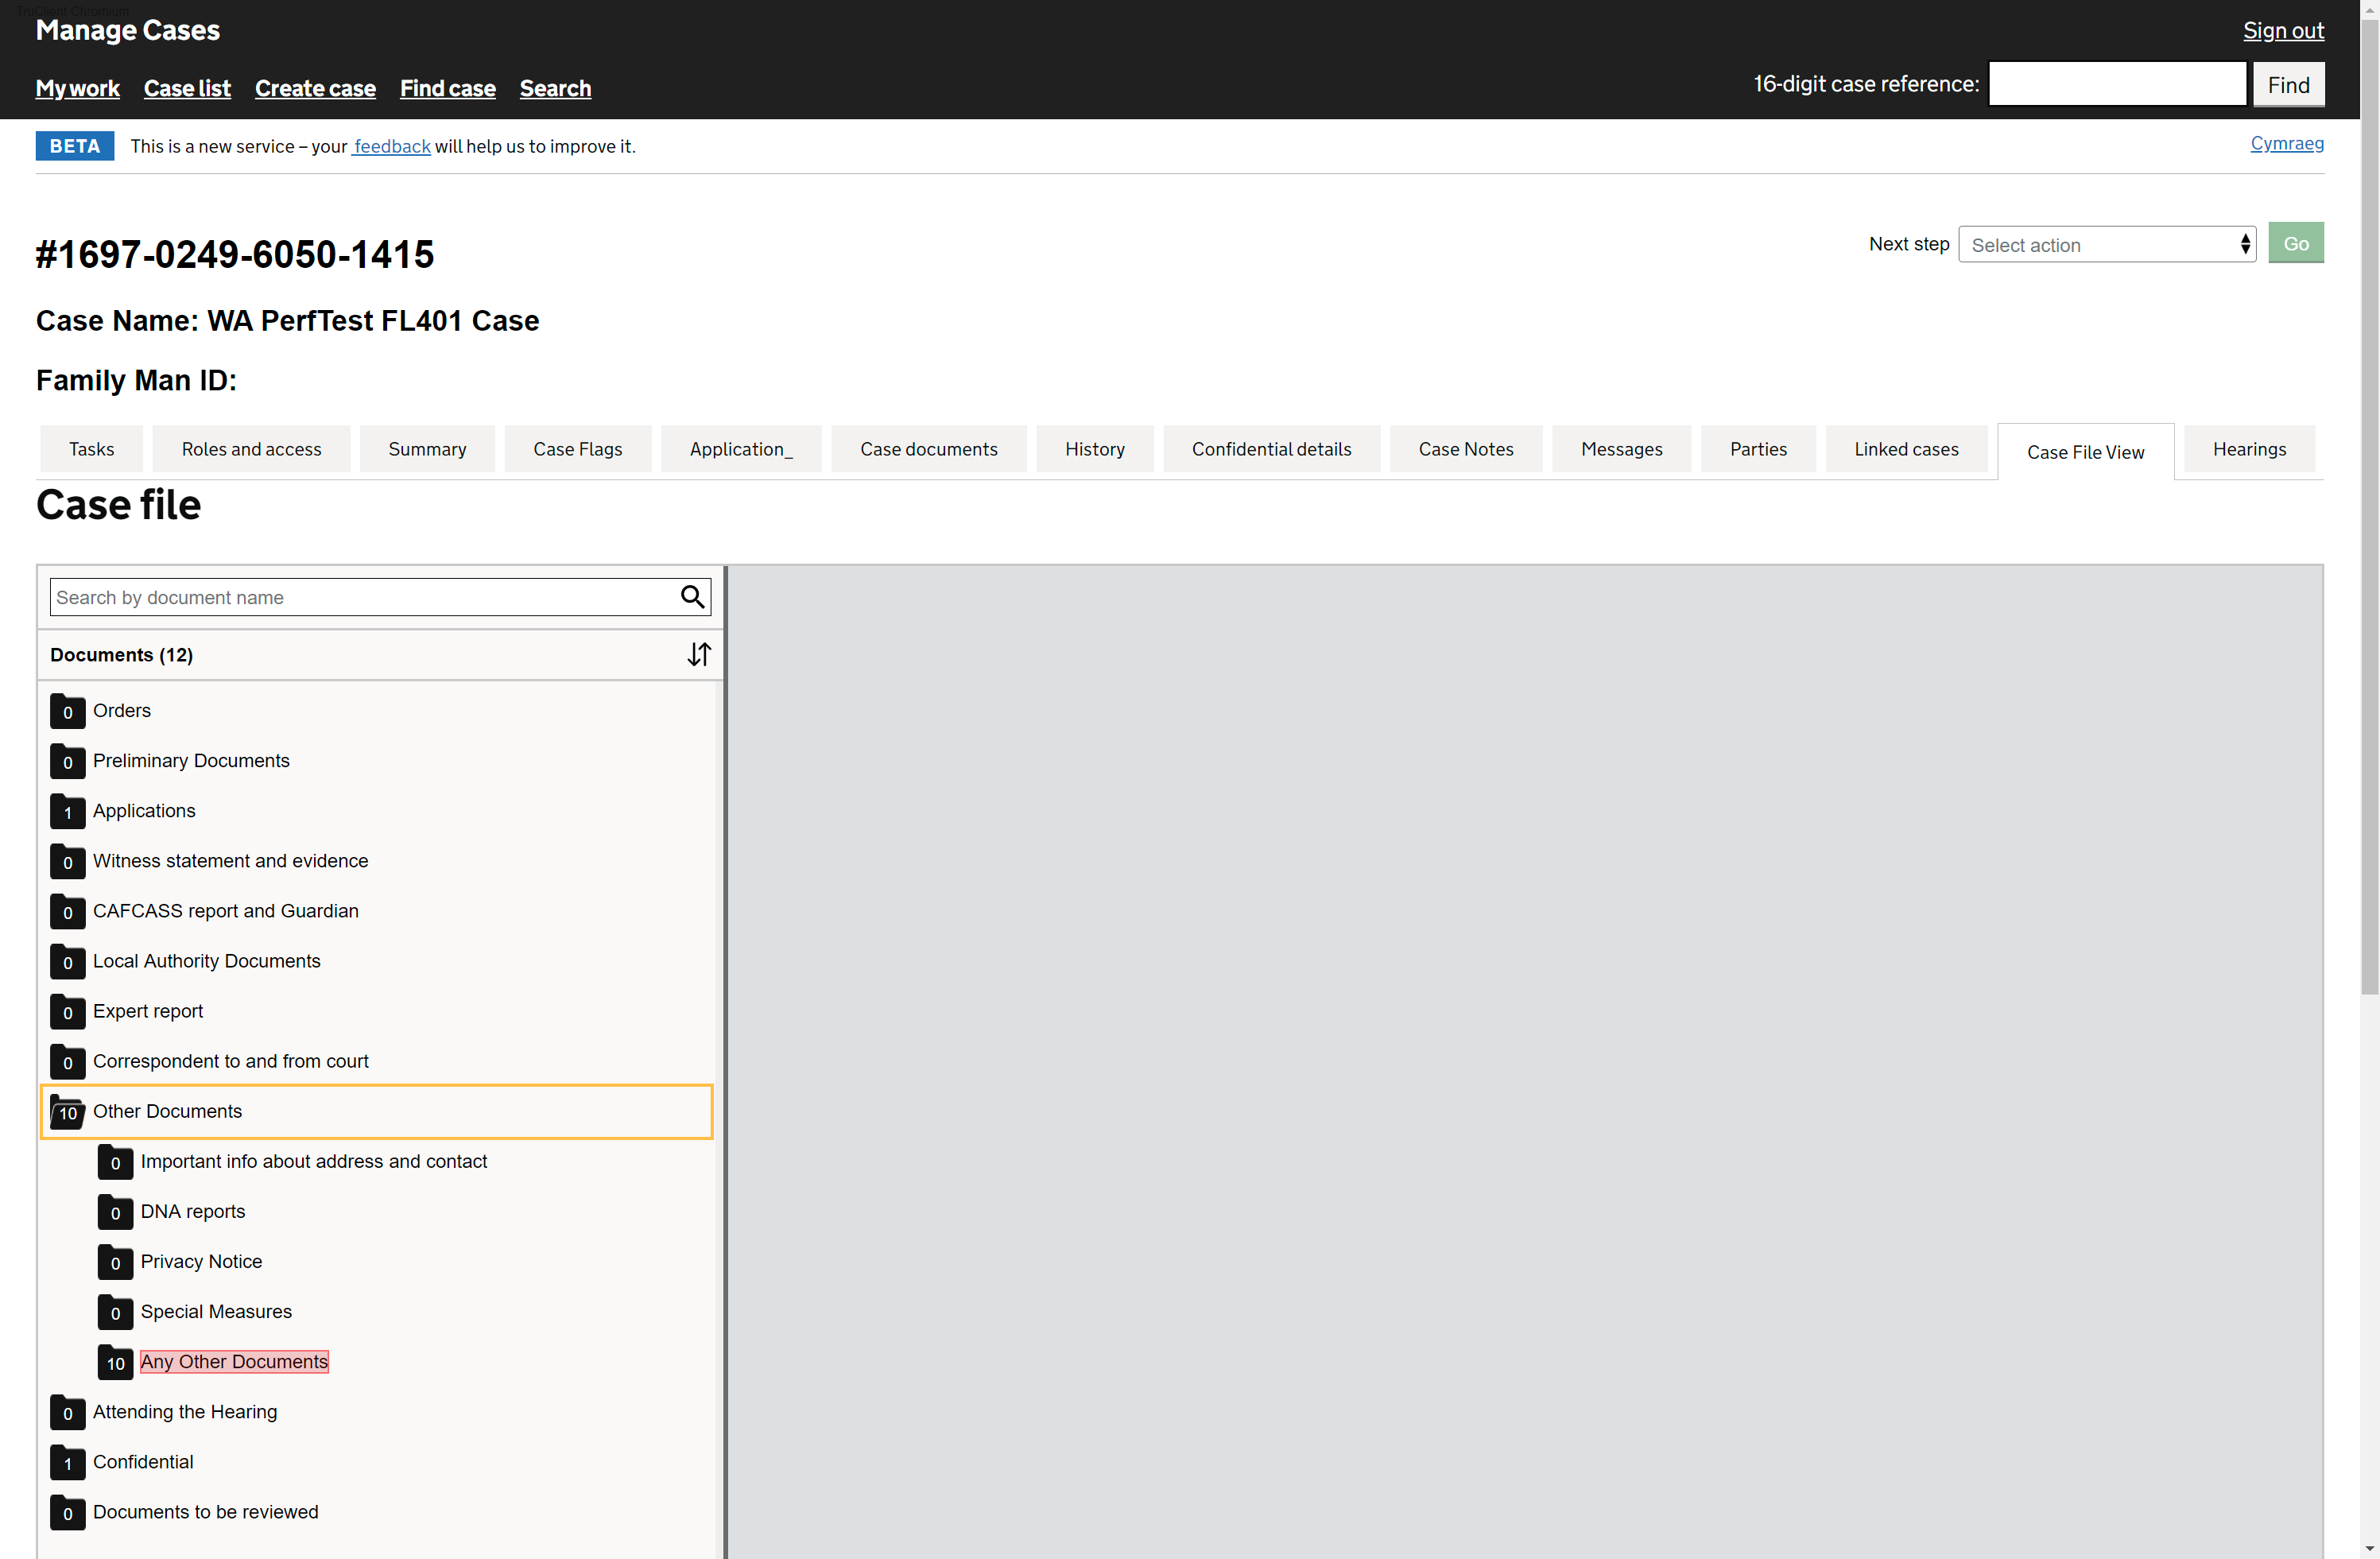 TruClient Chromium
Manage Cases
Sign out
My work Case list Create case Find case Search
16-digit case reference: Find
BETA This is a new service – your feedback will help us to improve it.
Cymraeg
#1697-0249-6050-1415
Next step Select action Go
Case Name: WA PerfTest FL401 Case
Family Man ID:
Tasks Roles and access Summary Case Flags Application_ Case documents History Confidential details Case Notes Messages Parties Linked cases Case File View Hearings
Case file
Search by document name
Documents (12)
0 Orders
0 Preliminary Documents
1 Applications
0 Witness statement and evidence
0 CAFCASS report and Guardian
0 Local Authority Documents
0 Expert report
0 Correspondent to and from court
10 Other Documents
0 Important info about address and contact
0 DNA reports
0 Privacy Notice
0 Special Measures
10 Any Other Documents
0 Attending the Hearing
1 Confidential
0 Documents to be reviewed